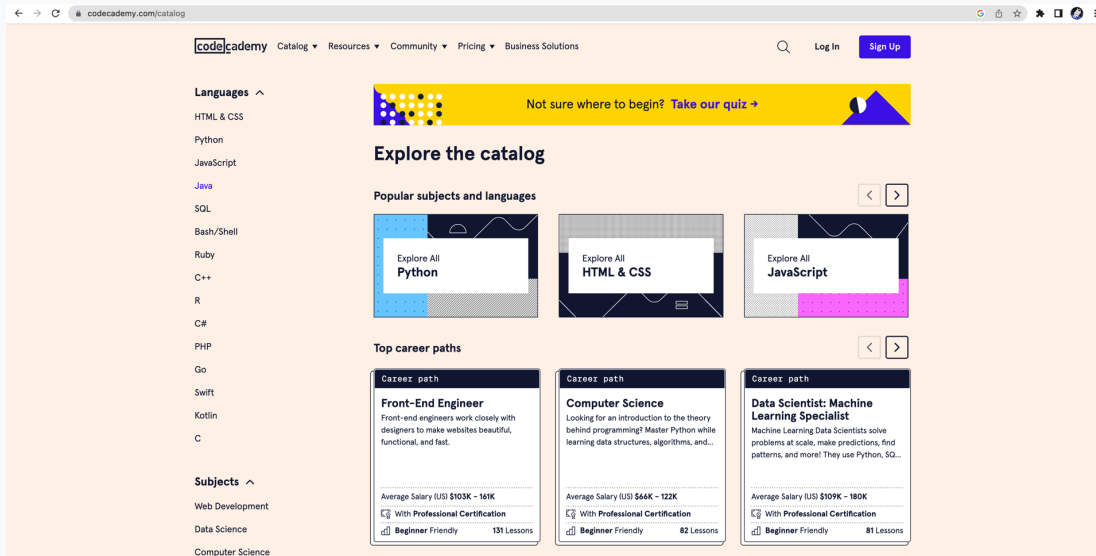 codecademy.com/catalog
codecademy Catalog Resources Community Pricing Business Solutions Log In Sign Up
Languages
HTML & CSS
Python
JavaScript
Java
SQL
Bash/Shell
Ruby
C++
R
C#
PHP
Go
Swift
Kotlin
C
Subjects
Web Development
Data Science
Computer Science
Not sure where to begin? Take our quiz →
Explore the catalog
Popular subjects and languages
Explore All
Python
Explore All
HTML & CSS
Explore All
JavaScript
Top career paths
Career path
Front-End Engineer
Front-end engineers work closely with
designers to make websites beautiful,
functional, and fast.
Average Salary (US) $103K - 161K
With Professional Certification
Beginner Friendly 131 Lessons
Career path
Computer Science
Looking for an introduction to the theory
behind programming? Master Python while
learning data structures, algorithms, and...
Average Salary (US) $66K - 122K
With Professional Certification
Beginner Friendly 82 Lessons
Career path
Data Scientist: Machine
Learning Specialist
Machine Learning Data Scientists solve
problems at scale, make predictions, find
patterns, and more! They use Python, SQ...
Average Salary (US) $109K - 180K
With Professional Certification
Beginner Friendly 81 Lessons